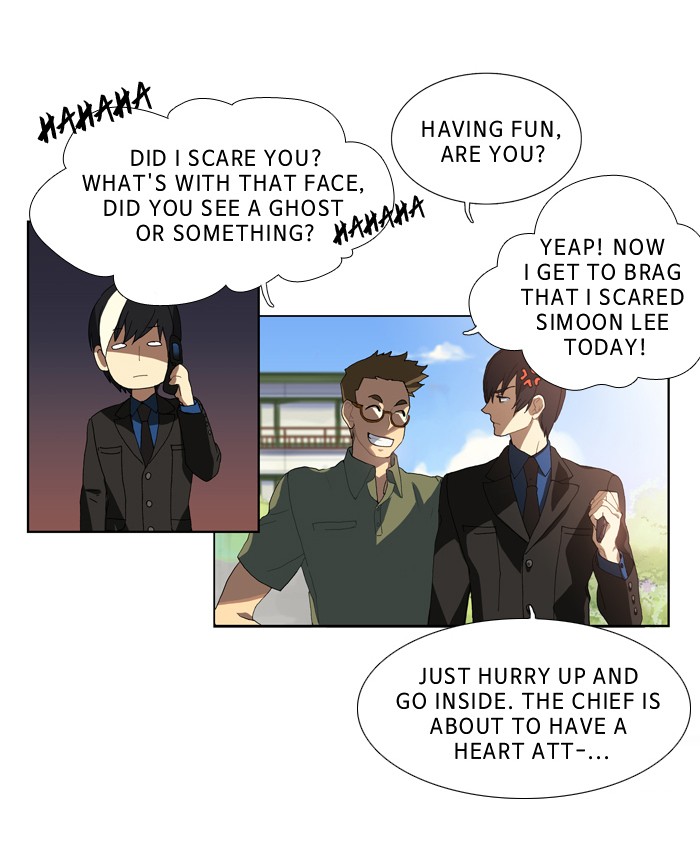 HAHAHA
DID I SCARE YOU?
WHAT'S WITH THAT FACE,
DID YOU SEE A GHOST
OR SOMETHING?
HAHAHA
HAVING FUN,
ARE YOU?
YEAP! NOW
I GET TO BRAG
THAT I SCARED
SIMOON LEE
TODAY!
JUST HURRY UP AND
GO INSIDE. THE CHIEF IS
ABOUT TO HAVE A
HEART ATT-...